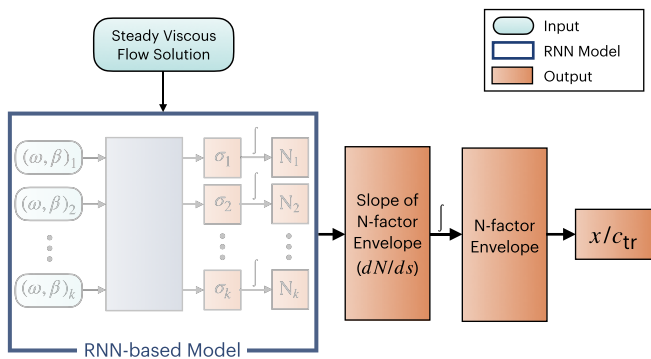 Steady Viscous
Flow Solution
Input
RNN Model
Output
(ω, β)₁
σ₁
∫
N₁
(ω, β)₂
σ₂
∫
N₂
(ω, β)ₖ
σₖ
∫
Nₖ
Slope of
N-factor
Envelope
(dN/ds)
∫
N-factor
Envelope
x/c_tr
RNN-based Model